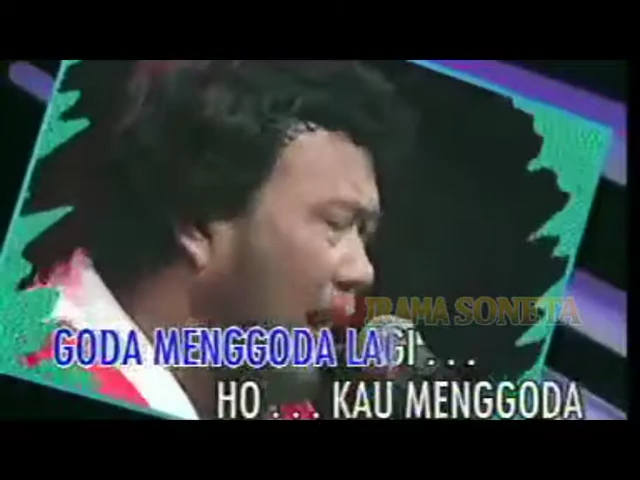 IRAMA SONETA
GODA MENGGODA LAGI . . .
HO . . . KAU MENGGODA